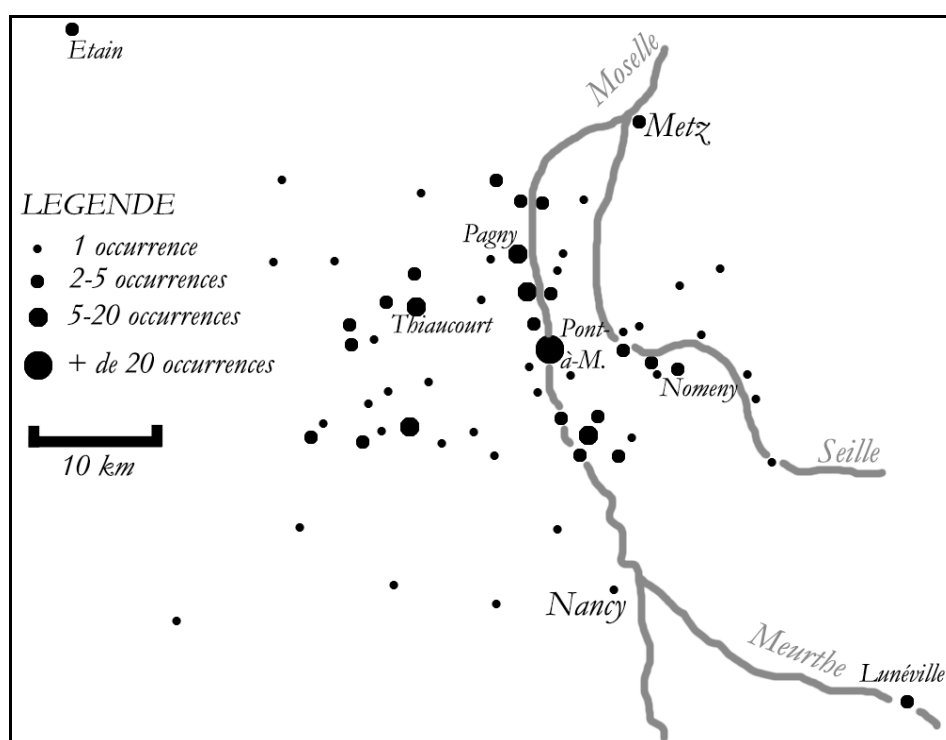 Etain
Moselle
Metz
LEGENDE
1 occurrence
2-5 occurrences
5-20 occurrences
+ de 20 occurrences
10 km
Pagny
Thiaucourt
Pont-
à-M.
Nomeny
Seille
Nancy
Meurthe
Lunéville